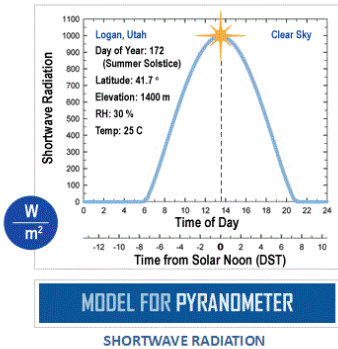 1100
1000
900
800
700
600
500
400
300
200
100
0
Shortwave Radiation
Logan, Utah
Clear Sky
Day of Year: 172
(Summer Solstice)
Latitude: 41.7 °
Elevation: 1400 m
RH: 30 %
Temp: 25 C
W
m²
0 2 4 6 8 10 12 14 16 18 20 22 24
Time of Day
-12 -10 -8 -6 -4 -2 0 2 4 6 8 10
Time from Solar Noon (DST)
MODEL FOR PYRANOMETER
SHORTWAVE RADIATION